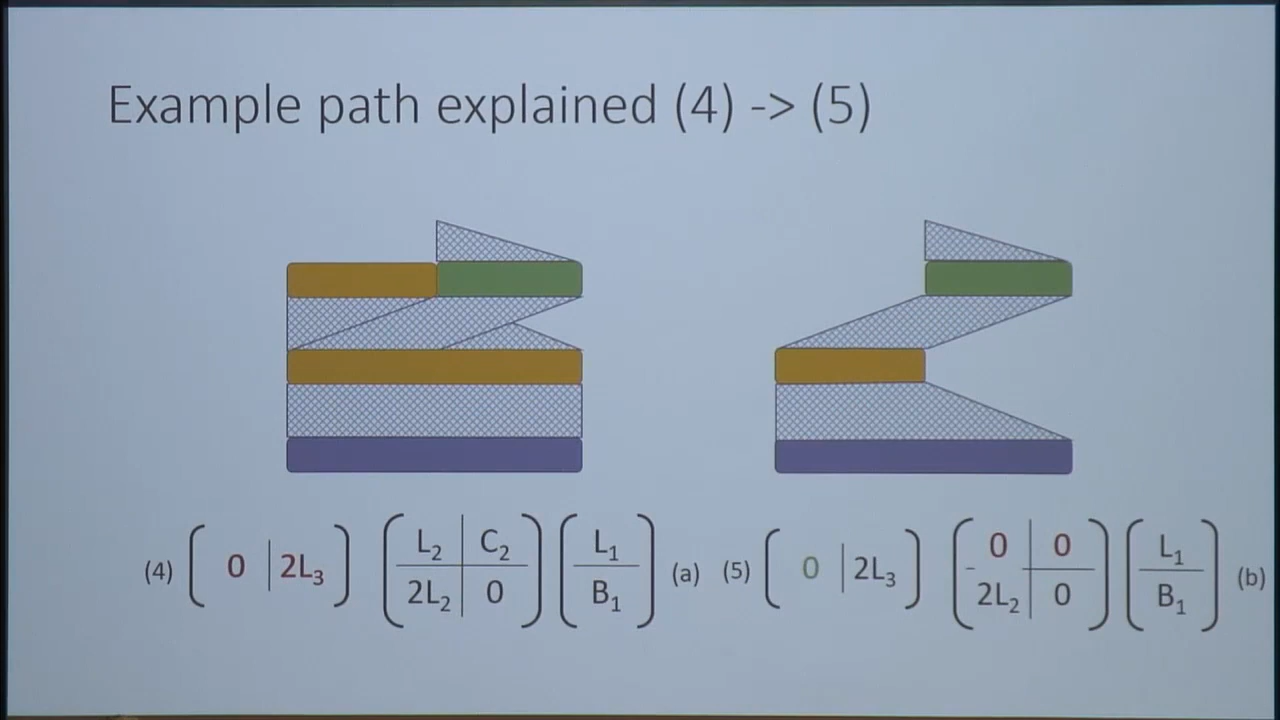 Example path explained (4) -> (5)
(4) ( 0 | 2L₃ ) ( L₂ | C₂ ) ( L₁ ) (a) (5) ( 0 | 2L₃ ) ( 0 | 0 ) ( L₁ ) (b)
2L₂ | 0 B₁ - 2L₂ | 0 B₁